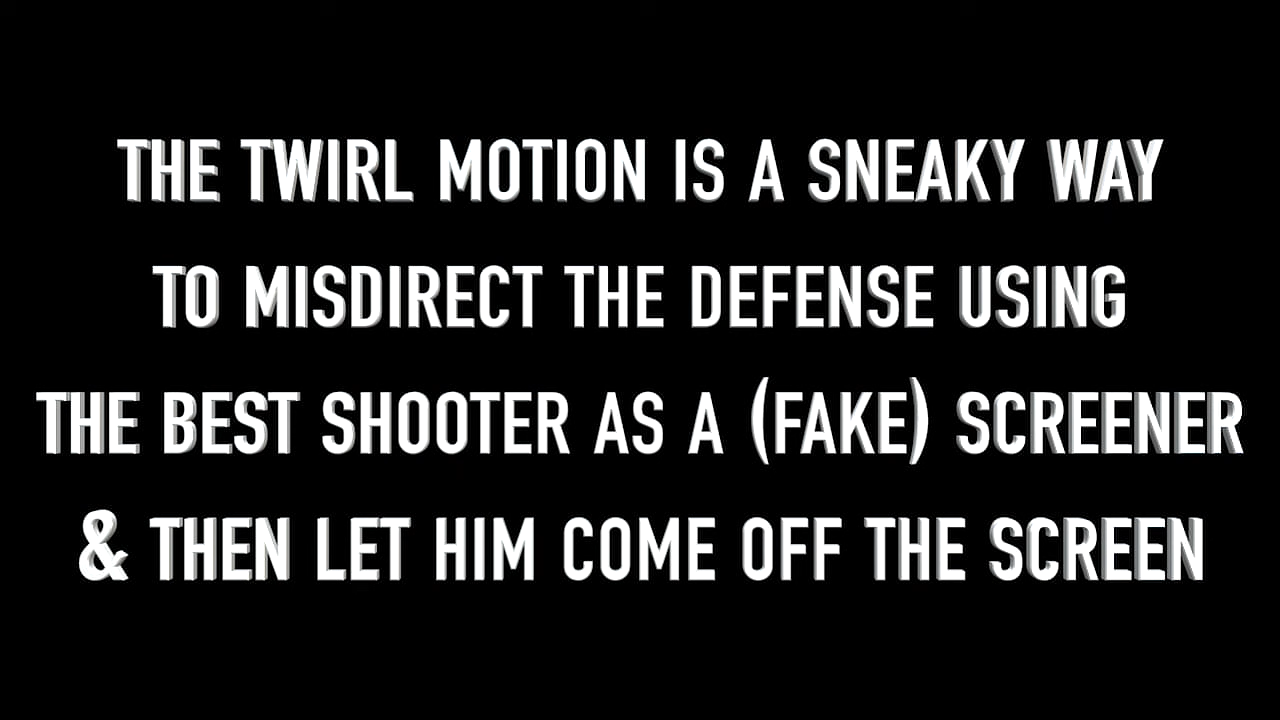 THE TWIRL MOTION IS A SNEAKY WAY
TO MISDIRECT THE DEFENSE USING
THE BEST SHOOTER AS A (FAKE) SCREENER
& THEN LET HIM COME OFF THE SCREEN